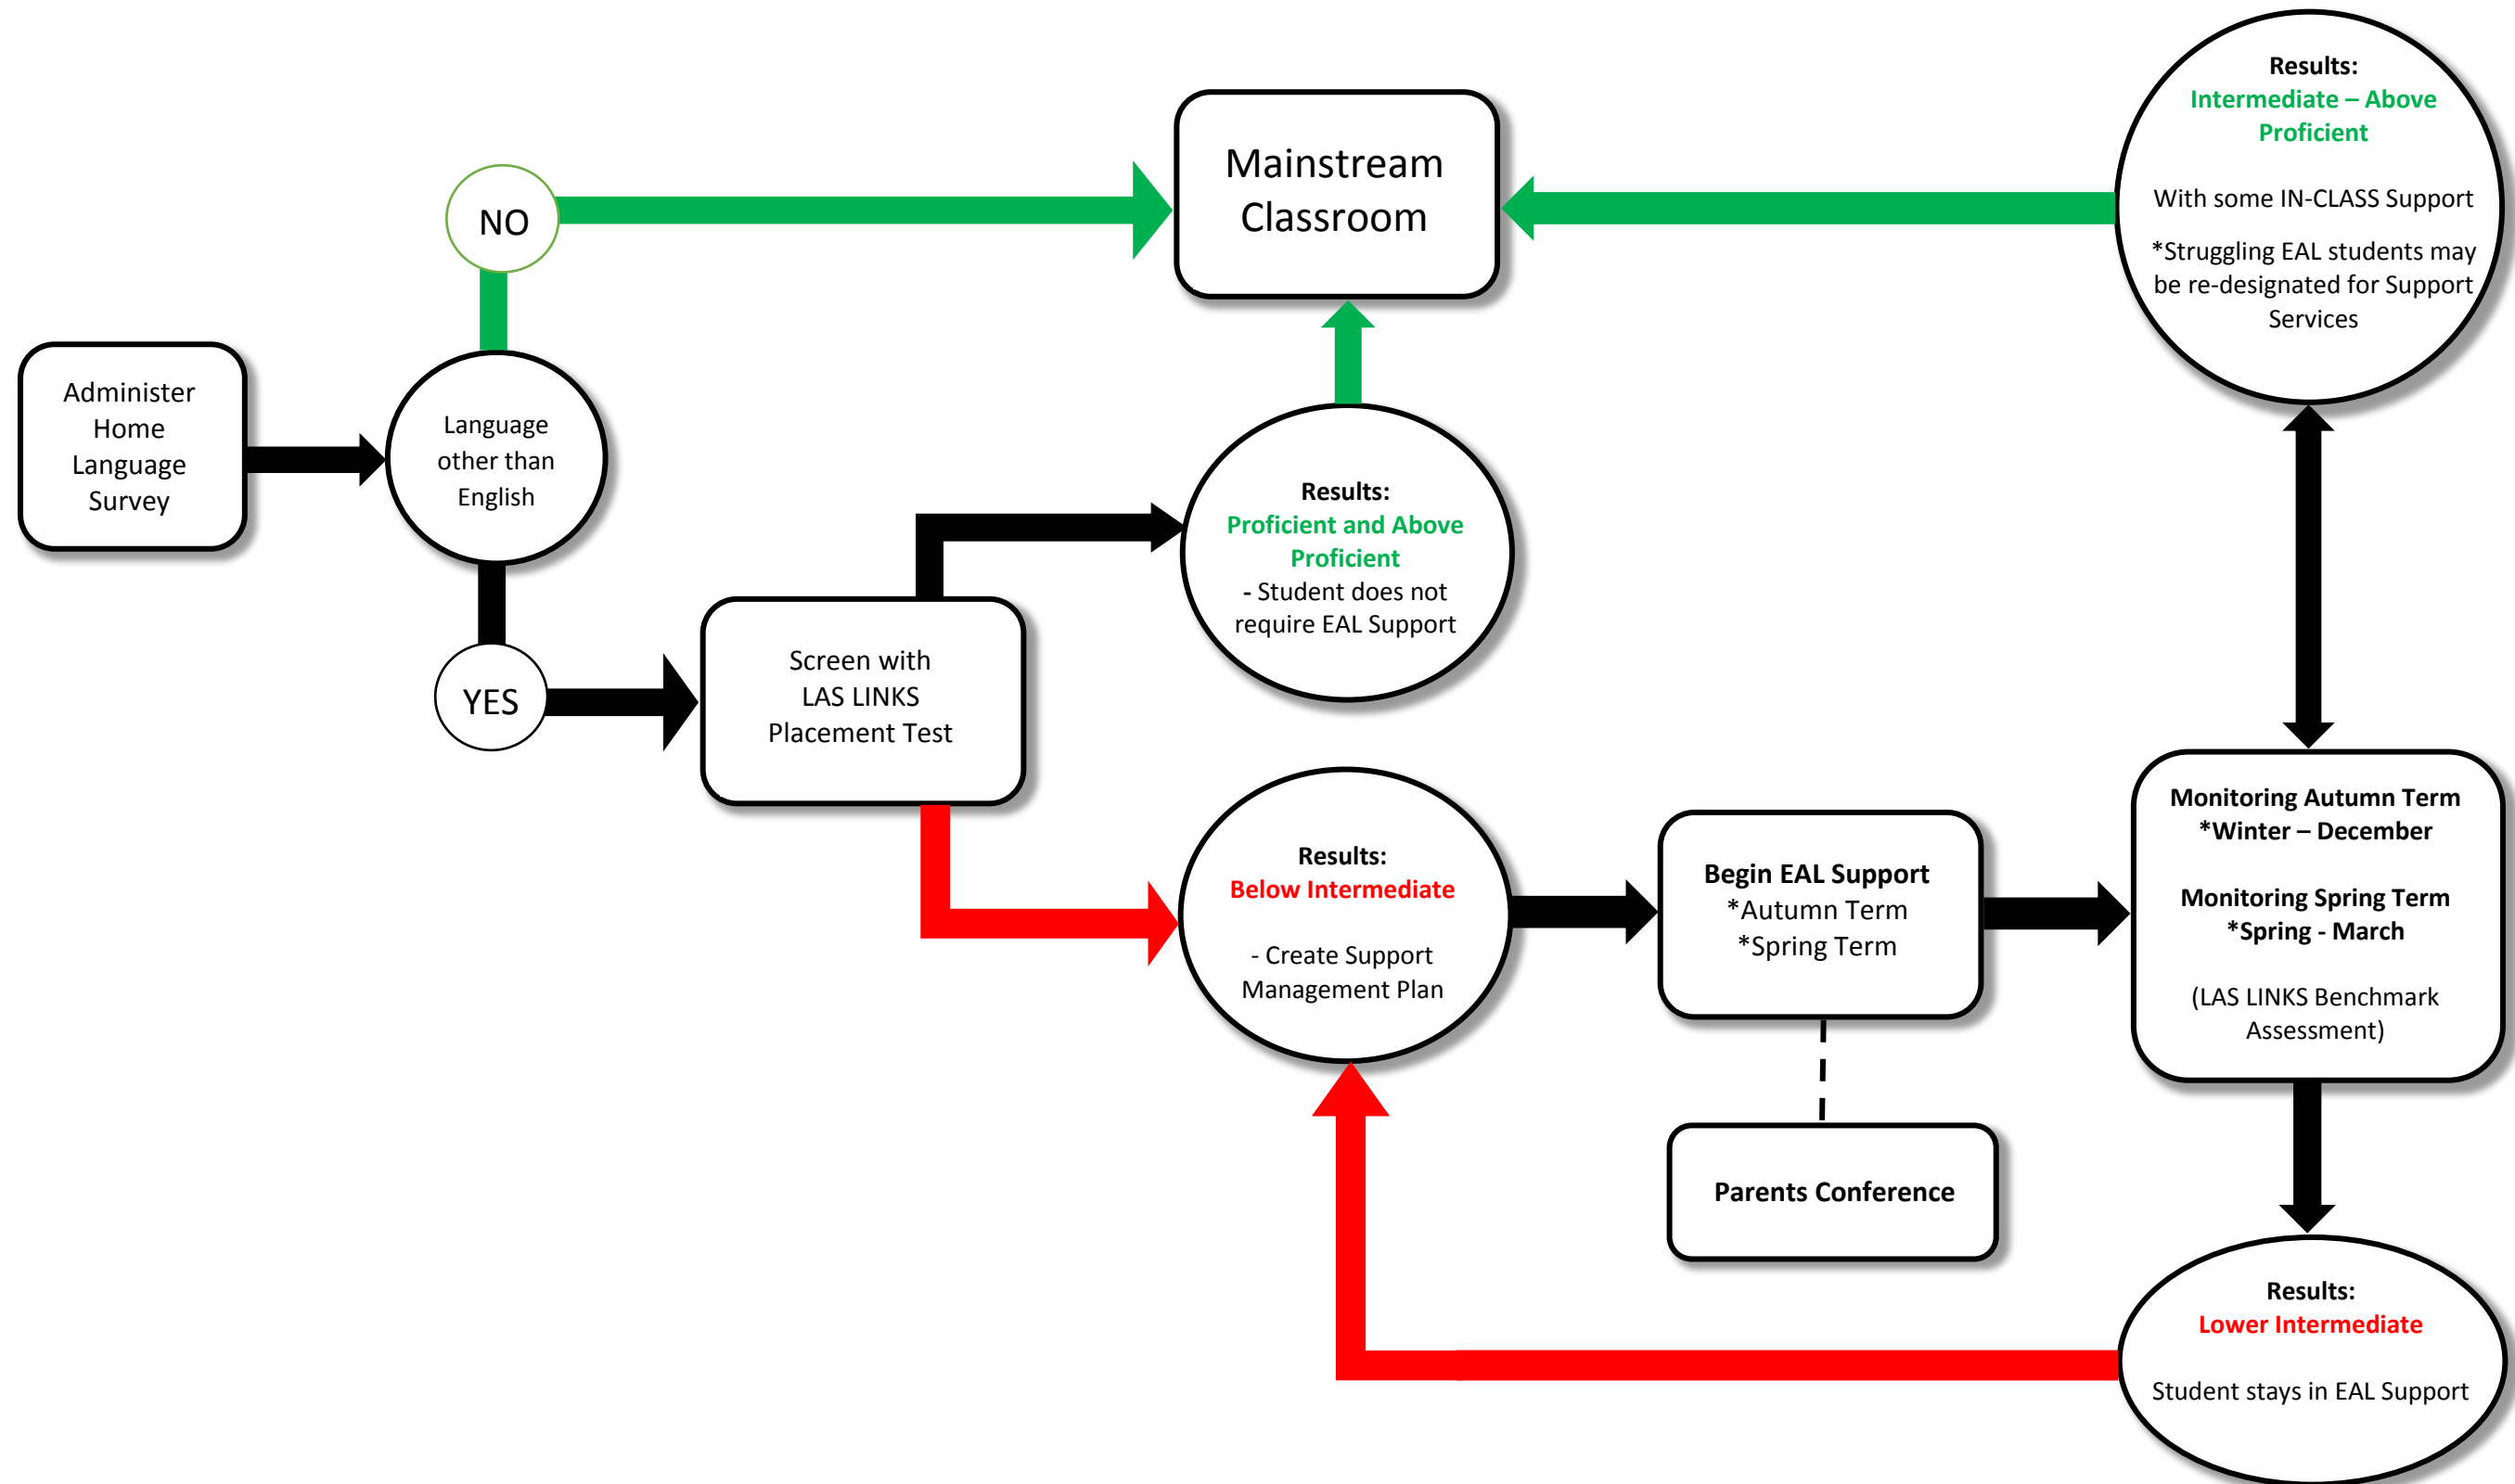 Administer
Home
Language
Survey
Language
other than
English
NO
YES
Mainstream
Classroom
Screen with
LAS LINKS
Placement Test
Results:
Proficient and Above
Proficient
- Student does not
require EAL Support
Results:
Below Intermediate
- Create Support
Management Plan
Begin EAL Support
*Autumn Term
*Spring Term
Parents Conference
Monitoring Autumn Term
*Winter – December
Monitoring Spring Term
*Spring - March
(LAS LINKS Benchmark
Assessment)
Results:
Intermediate – Above
Proficient
With some IN-CLASS Support
*Struggling EAL students may
be re-designated for Support
Services
Results:
Lower Intermediate
Student stays in EAL Support